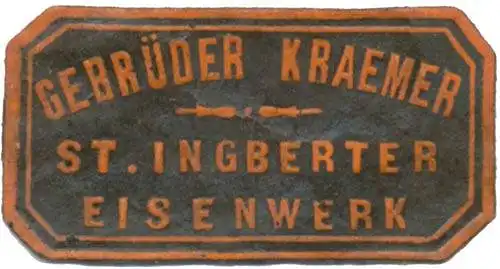 GEBRÜDER KRAEMER
ST. INGBERTER
EISENWERK